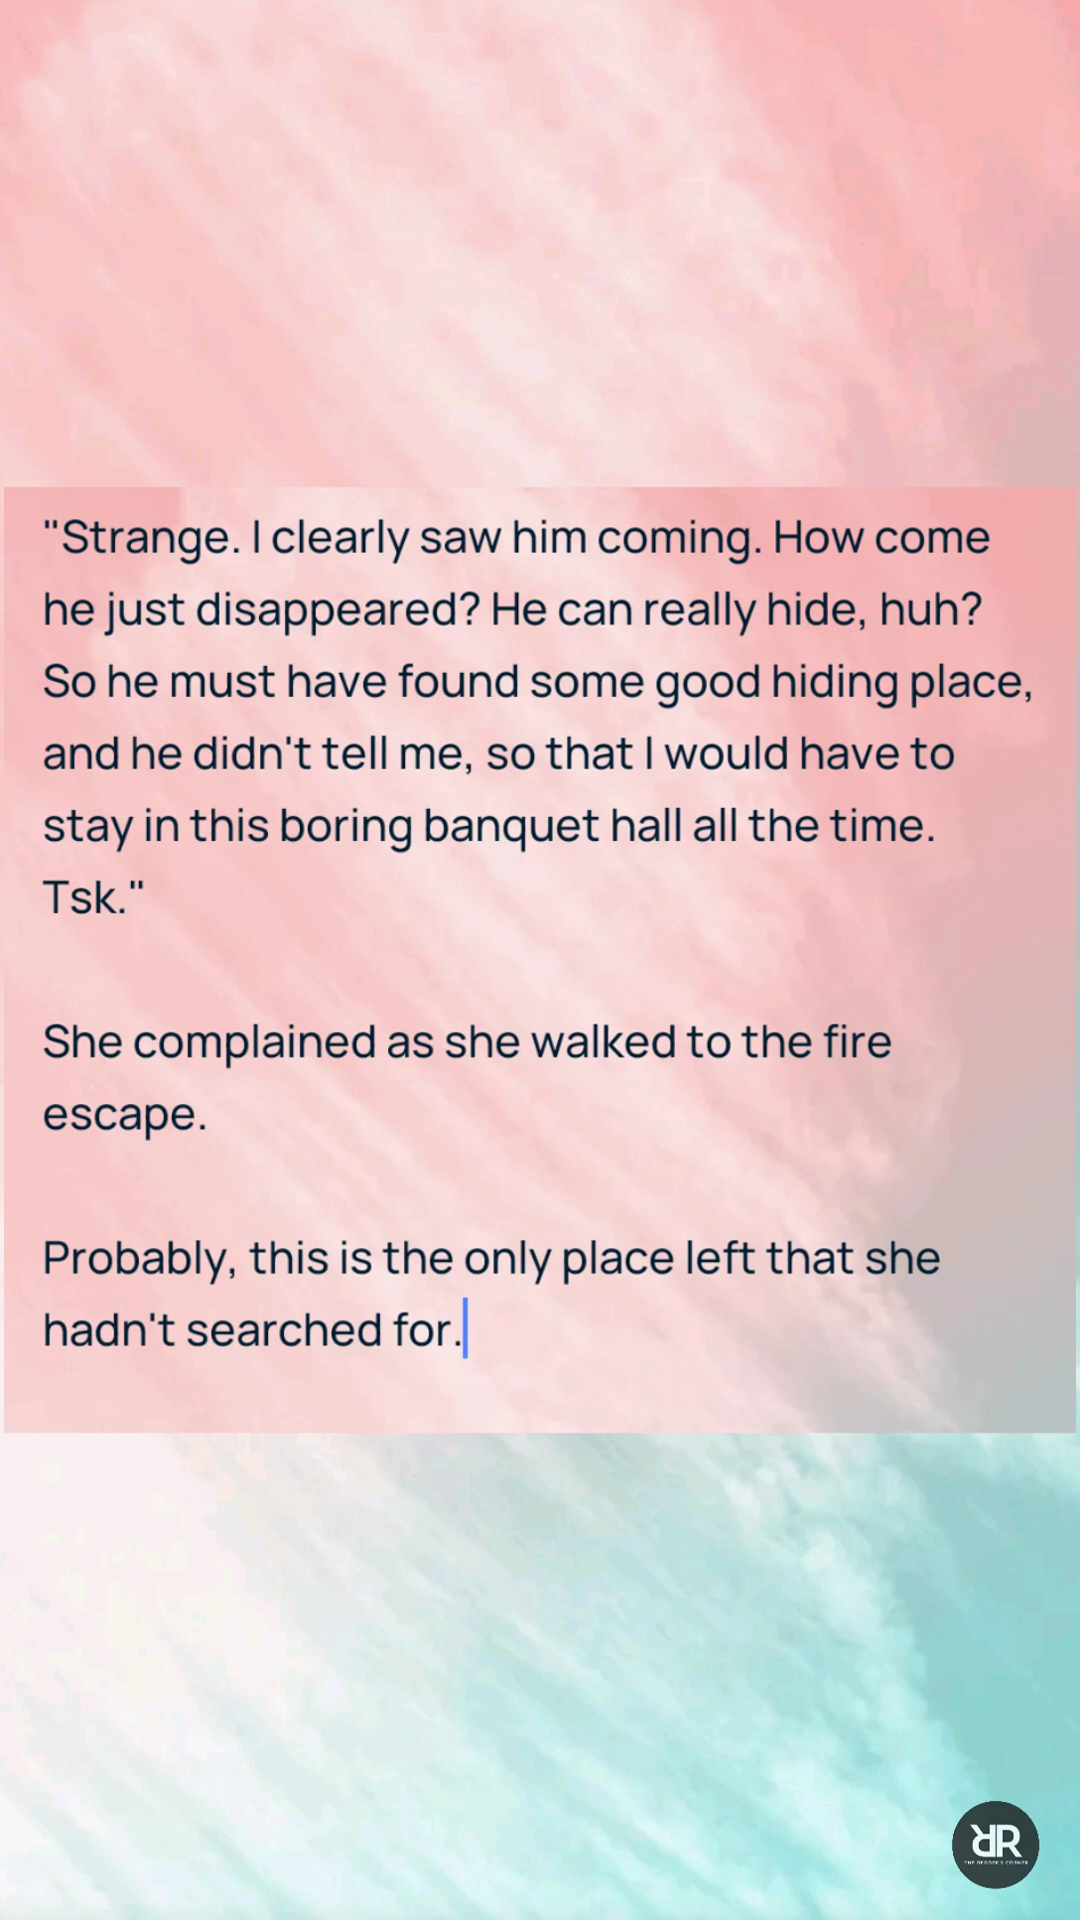 "Strange. I clearly saw him coming. How come
he just disappeared? He can really hide, huh?
So he must have found some good hiding place,
and he didn't tell me, so that I would have to
stay in this boring banquet hall all the time.
Tsk."
She complained as she walked to the fire
escape.
Probably, this is the only place left that she
hadn't searched for.
RR
THE READER'S CORNER